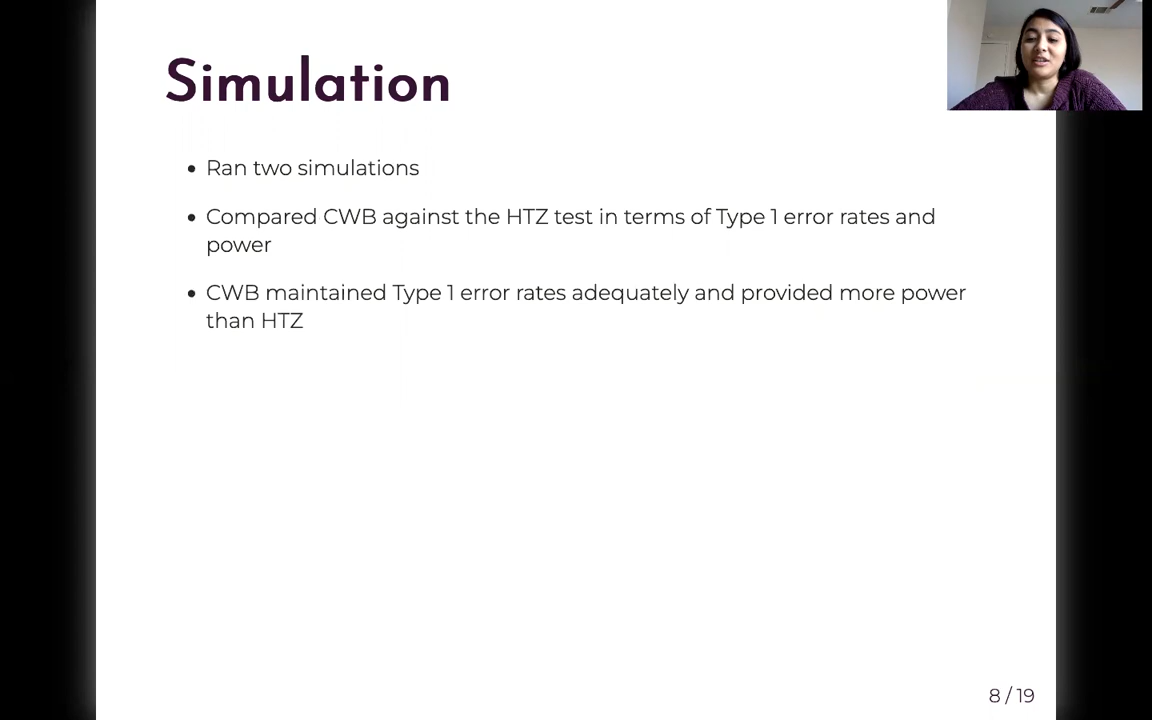 Simulation
Ran two simulations
Compared CWB against the HTZ test in terms of Type 1 error rates and
power
CWB maintained Type 1 error rates adequately and provided more power
than HTZ
8 / 19